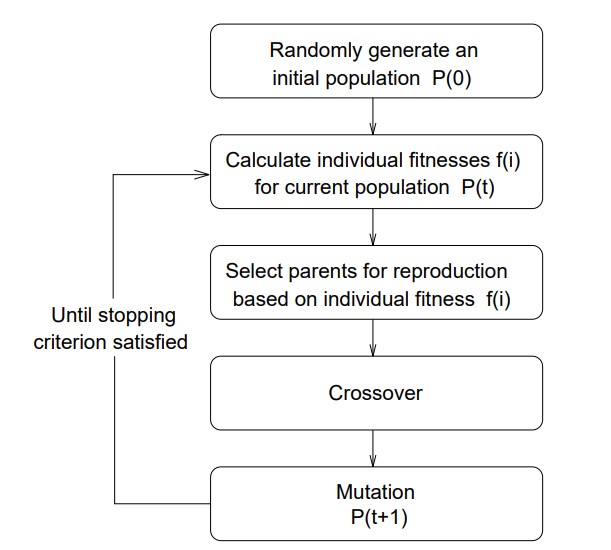 Randomly generate an
initial population P(0)
Calculate individual fitnesses f(i)
for current population P(t)
Select parents for reproduction
based on individual fitness f(i)
Until stopping
criterion satisfied
Crossover
Mutation
P(t+1)